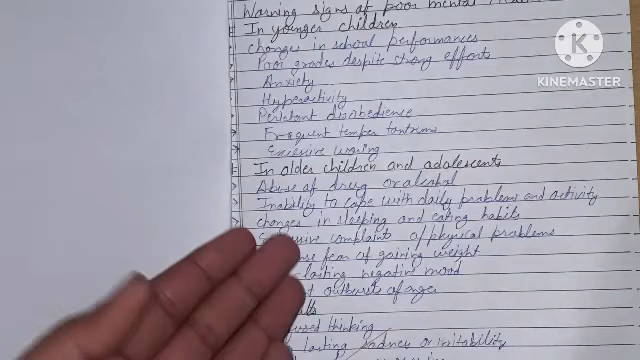 Warning signs of poor mental
In younger children
changes in school performances
Poor grades despite strong efforts
Anxiety
Hyperactivity
Persistant disobedience
Frequent temper tantrums
Excessive
In older children and adolescents
Abuse of drug or alcohol
Inability to cope with daily problems and activity
changes in sleeping and eating habits
complaint of physical problems
fear of gaining weight
lasting negative mood
outbursts of anger
thinking
lasting sadness or irritability
K
KINEMASTER